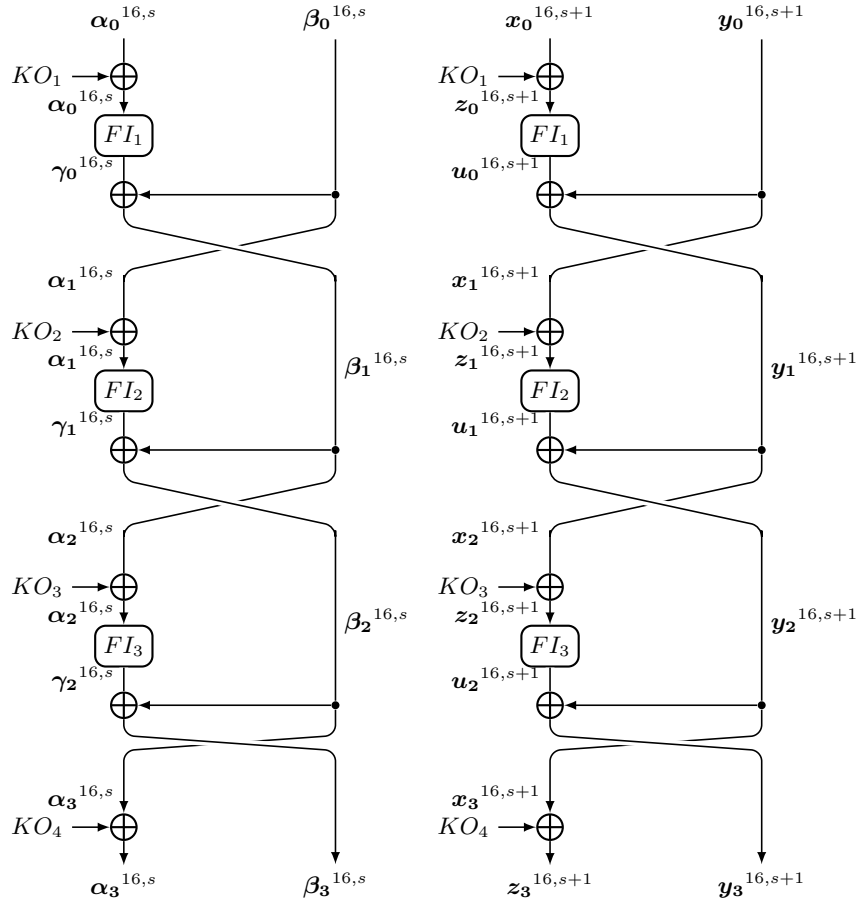 α₀^{16,s} β₀^{16,s} x₀^{16,s+1} y₀^{16,s+1}
KO₁ KO₁
α₀^{16,s} z₀^{16,s+1}
FI₁ FI₁
γ₀^{16,s} u₀^{16,s+1}
α₁^{16,s} x₁^{16,s+1}
KO₂ KO₂
α₁^{16,s} z₁^{16,s+1}
FI₂ β₁^{16,s} FI₂ y₁^{16,s+1}
γ₁^{16,s} u₁^{16,s+1}
α₂^{16,s} x₂^{16,s+1}
KO₃ KO₃
α₂^{16,s} z₂^{16,s+1}
FI₃ β₂^{16,s} FI₃ y₂^{16,s+1}
γ₂^{16,s} u₂^{16,s+1}
α₃^{16,s} x₃^{16,s+1}
KO₄ KO₄
α₃^{16,s} β₃^{16,s} z₃^{16,s+1} y₃^{16,s+1}